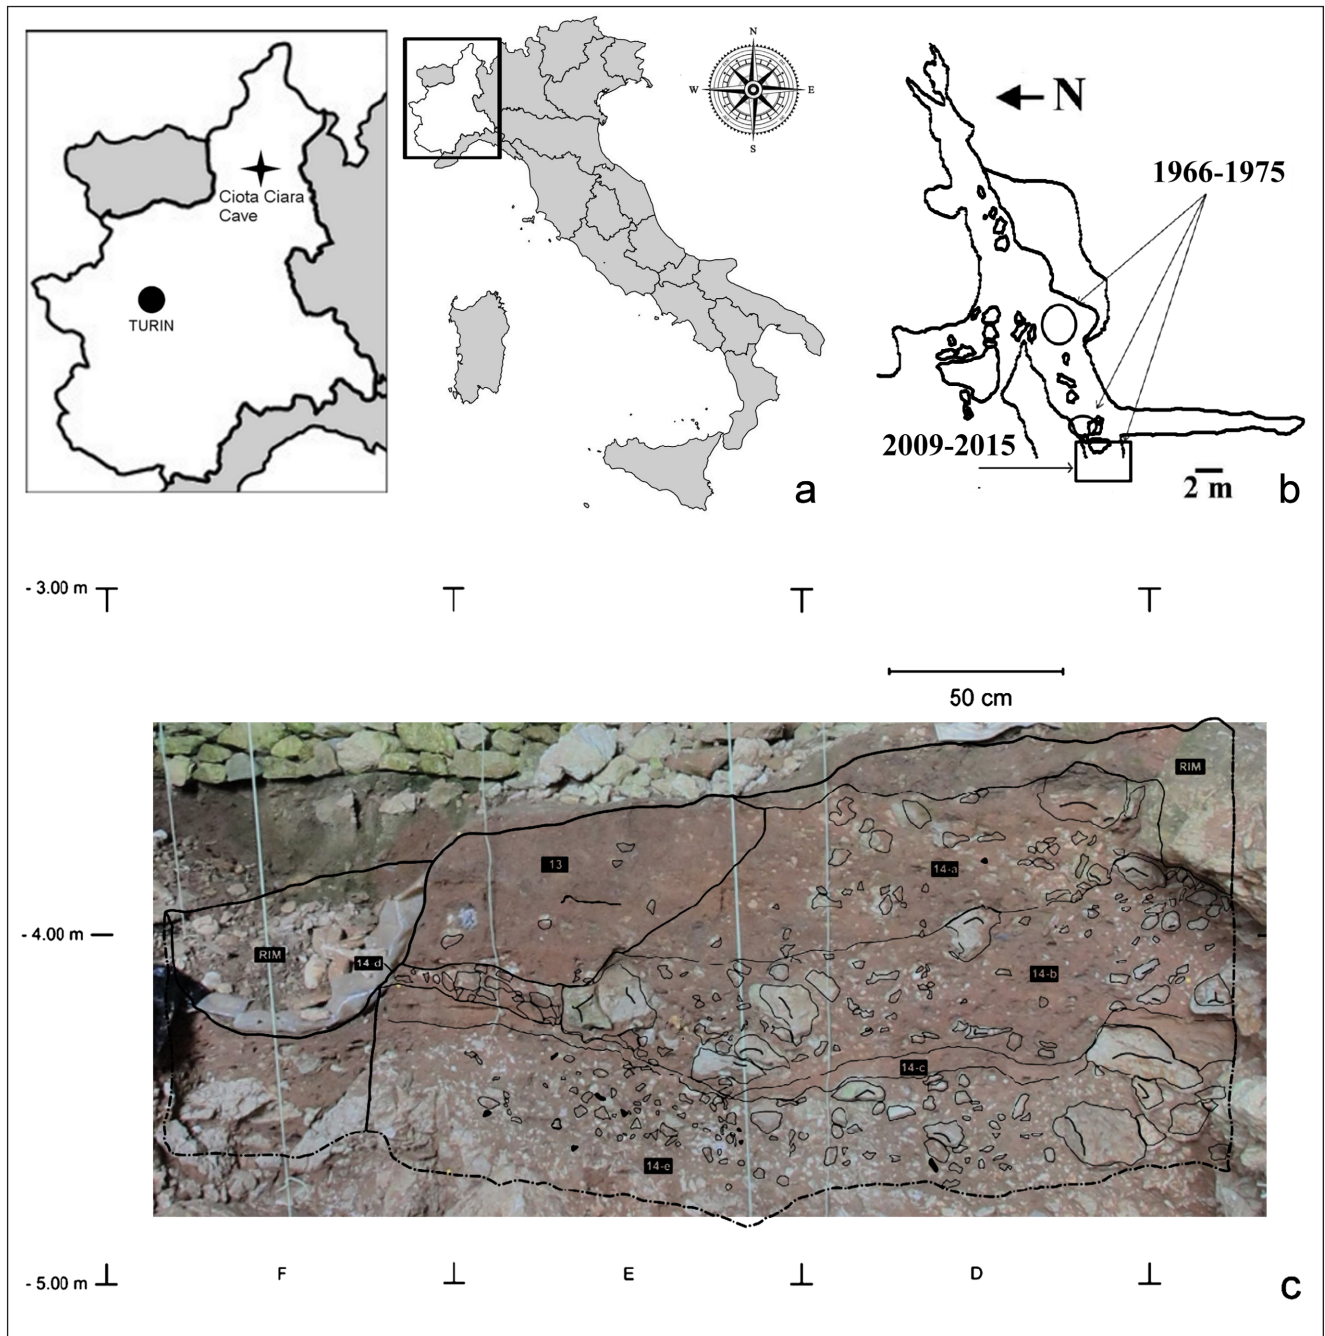 Ciota Ciara
Cave
TURIN
N
W
E
S
a
N
1966-1975
2009-2015
2 m
b
- 3.00 m
50 cm
RIM
13
14-a
- 4.00 m
RIM
14-d
14-b
14-c
14-e
- 5.00 m
F
E
D
c